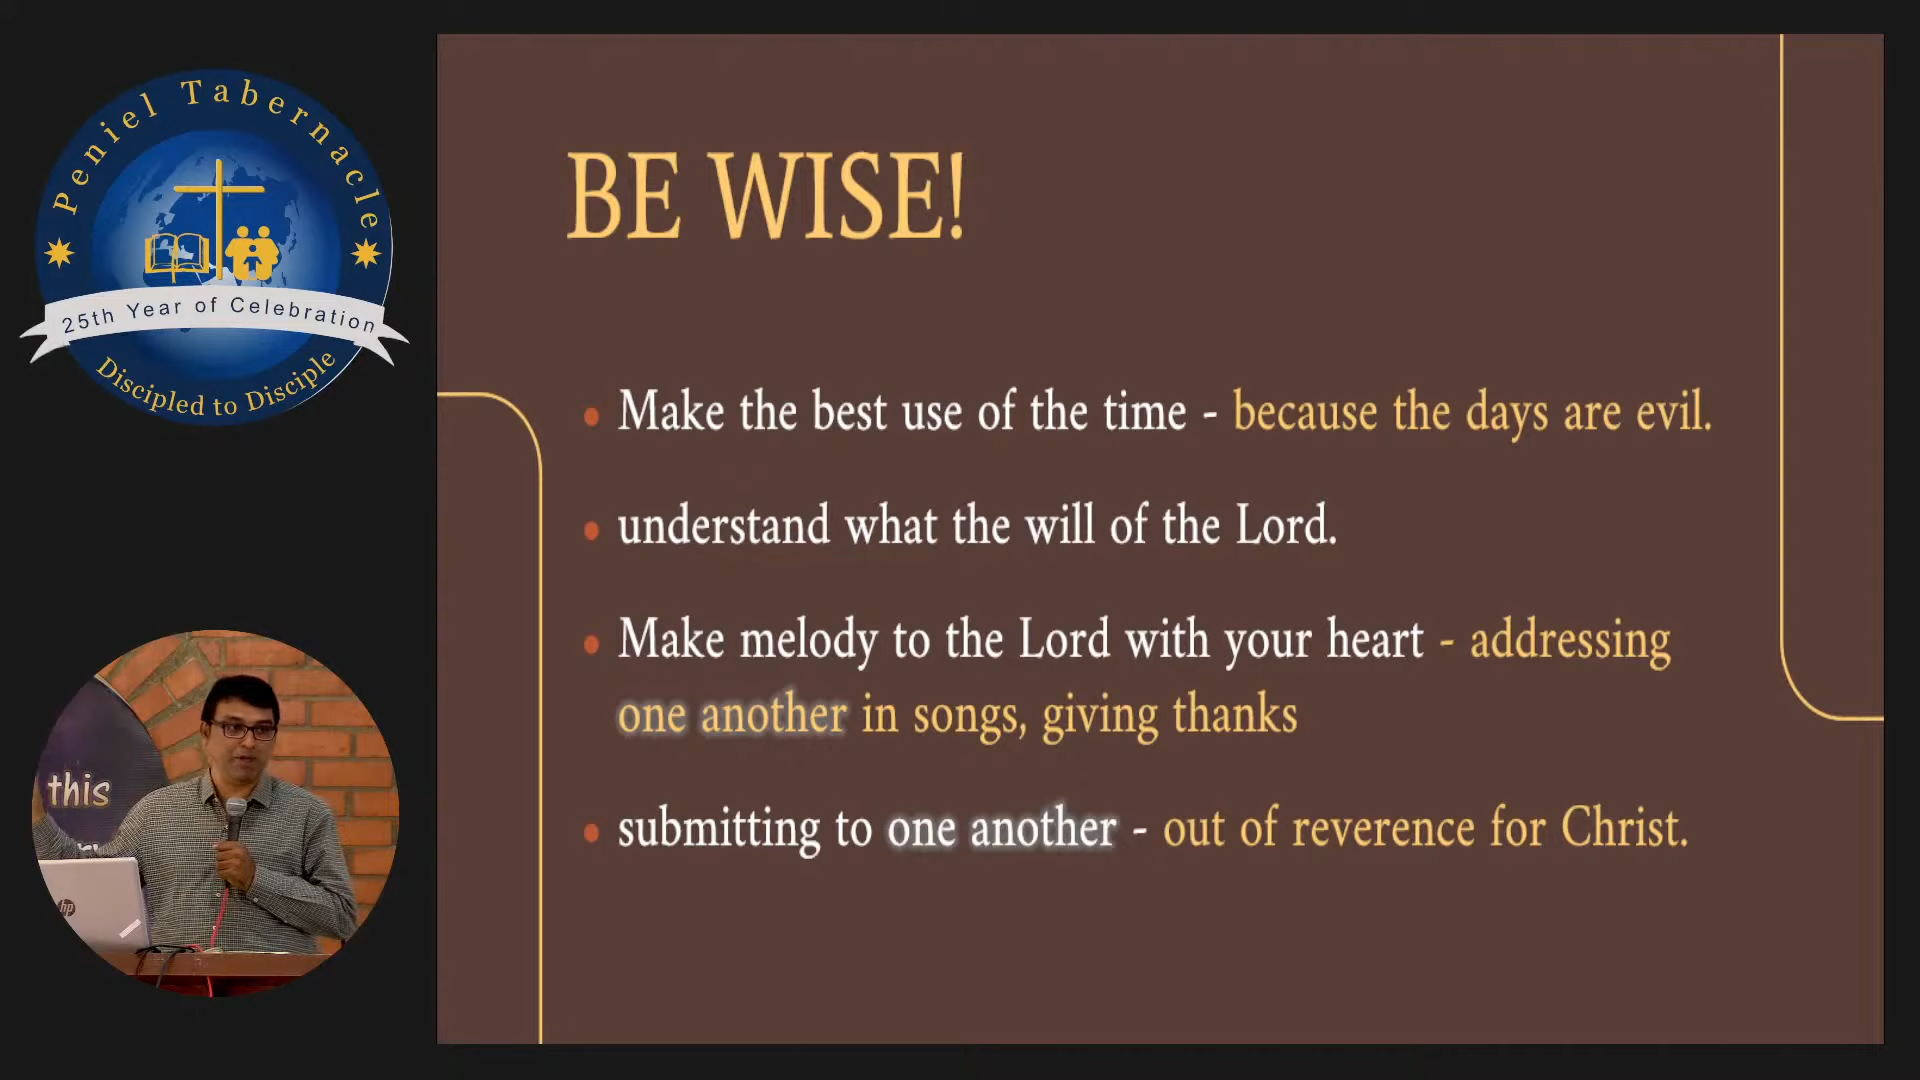 Peniel Tabernacle
25th Year of Celebration
Discipled to Disciple
BE WISE!
• Make the best use of the time - because the days are evil.
• understand what the will of the Lord.
• Make melody to the Lord with your heart - addressing
one another in songs, giving thanks
• submitting to one another - out of reverence for Christ.
this
hp